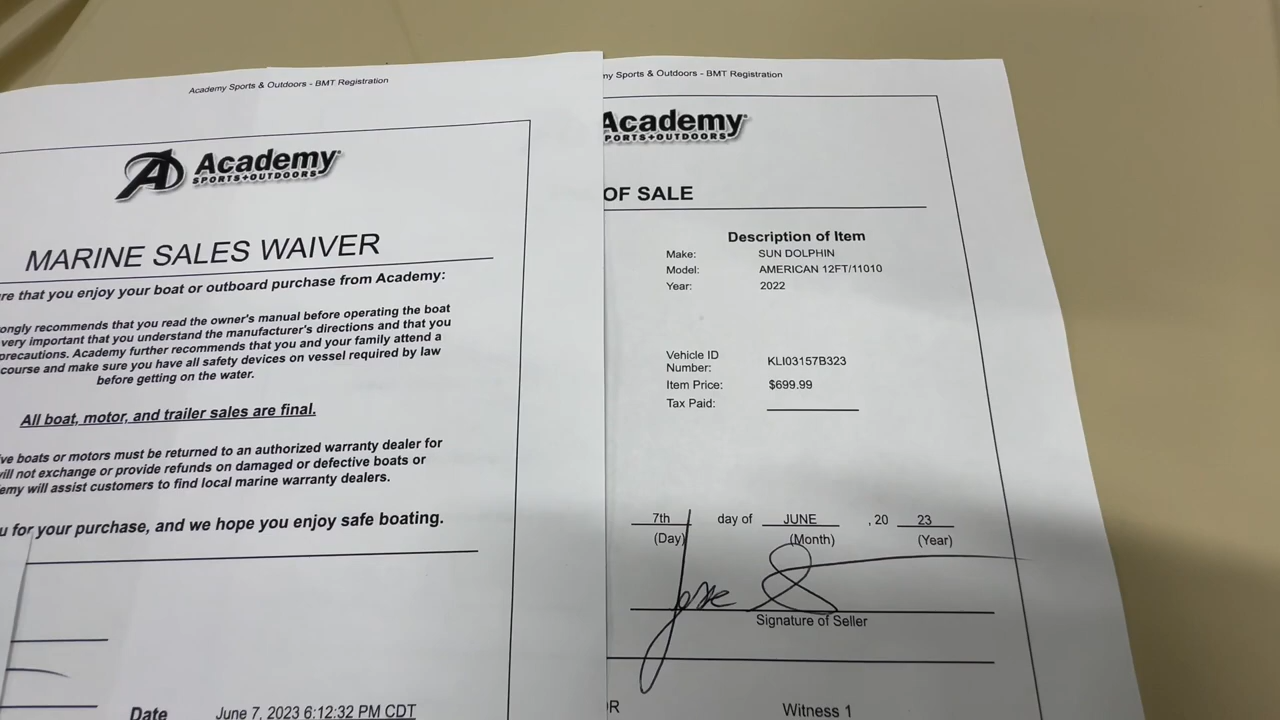 Academy Sports & Outdoors - BMT Registration
Academy
SPORTS+OUTDOORS
MARINE SALES WAIVER
re that you enjoy your boat or outboard purchase from Academy:
ongly recommends that you read the owner's manual before operating the boat
very important that you understand the manufacturer's directions and that you
precautions. Academy further recommends that you and your family attend a
course and make sure you have all safety devices on vessel required by law
before getting on the water.
All boat, motor, and trailer sales are final.
ve boats or motors must be returned to an authorized warranty dealer for
will not exchange or provide refunds on damaged or defective boats or
emy will assist customers to find local marine warranty dealers.
u for your purchase, and we hope you enjoy safe boating.
Date June 7, 2023 6:12:32 PM CDT
my Sports & Outdoors - BMT Registration
Academy
PORTS+OUTDOORS
OF SALE
Description of Item
Make: SUN DOLPHIN
Model: AMERICAN 12FT/11010
Year: 2022
Vehicle ID
Number: KLI03157B323
Item Price: $699.99
Tax Paid:
7th day of JUNE , 20 23
(Day) (Month) (Year)
Jose
Signature of Seller
R Witness 1